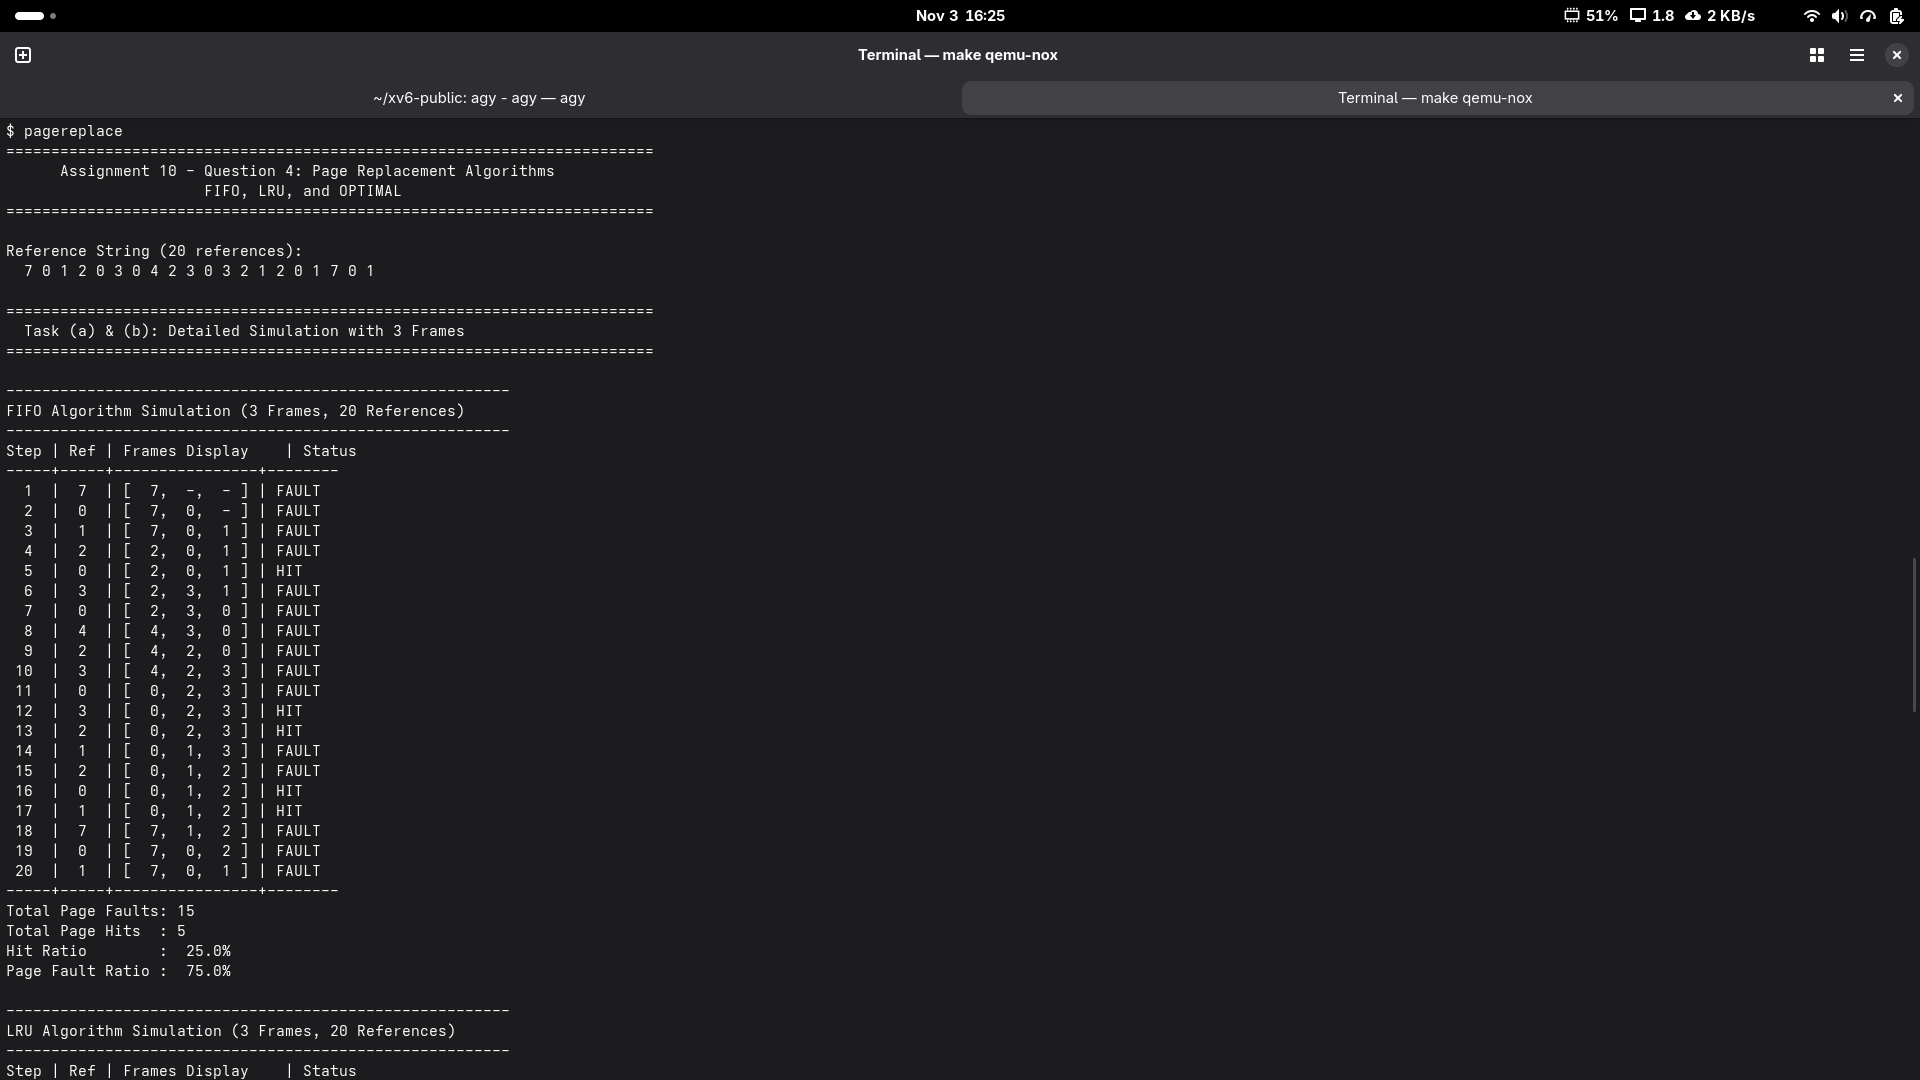 Nov 3 16:25
51% 1.8 2 KB/s
Terminal — make qemu-nox
~/xv6-public: agy - agy — agy
Terminal — make qemu-nox
$ pagereplace
========================================================================
      Assignment 10 - Question 4: Page Replacement Algorithms
                      FIFO, LRU, and OPTIMAL
========================================================================
Reference String (20 references):
  7 0 1 2 0 3 0 4 2 3 0 3 2 1 2 0 1 7 0 1
========================================================================
  Task (a) & (b): Detailed Simulation with 3 Frames
========================================================================
--------------------------------------------------------
FIFO Algorithm Simulation (3 Frames, 20 References)
--------------------------------------------------------
Step | Ref | Frames Display    | Status
-----+-----+----------------+--------
  1  |  7  | [  7,  -,  - ] | FAULT
  2  |  0  | [  7,  0,  - ] | FAULT
  3  |  1  | [  7,  0,  1 ] | FAULT
  4  |  2  | [  2,  0,  1 ] | FAULT
  5  |  0  | [  2,  0,  1 ] | HIT
  6  |  3  | [  2,  3,  1 ] | FAULT
  7  |  0  | [  2,  3,  0 ] | FAULT
  8  |  4  | [  4,  3,  0 ] | FAULT
  9  |  2  | [  4,  2,  0 ] | FAULT
 10  |  3  | [  4,  2,  3 ] | FAULT
 11  |  0  | [  0,  2,  3 ] | FAULT
 12  |  3  | [  0,  2,  3 ] | HIT
 13  |  2  | [  0,  2,  3 ] | HIT
 14  |  1  | [  0,  1,  3 ] | FAULT
 15  |  2  | [  0,  1,  2 ] | FAULT
 16  |  0  | [  0,  1,  2 ] | HIT
 17  |  1  | [  0,  1,  2 ] | HIT
 18  |  7  | [  7,  1,  2 ] | FAULT
 19  |  0  | [  7,  0,  2 ] | FAULT
 20  |  1  | [  7,  0,  1 ] | FAULT
-----+-----+----------------+--------
Total Page Faults: 15
Total Page Hits  : 5
Hit Ratio        :  25.0%
Page Fault Ratio :  75.0%
--------------------------------------------------------
LRU Algorithm Simulation (3 Frames, 20 References)
--------------------------------------------------------
Step | Ref | Frames Display    | Status